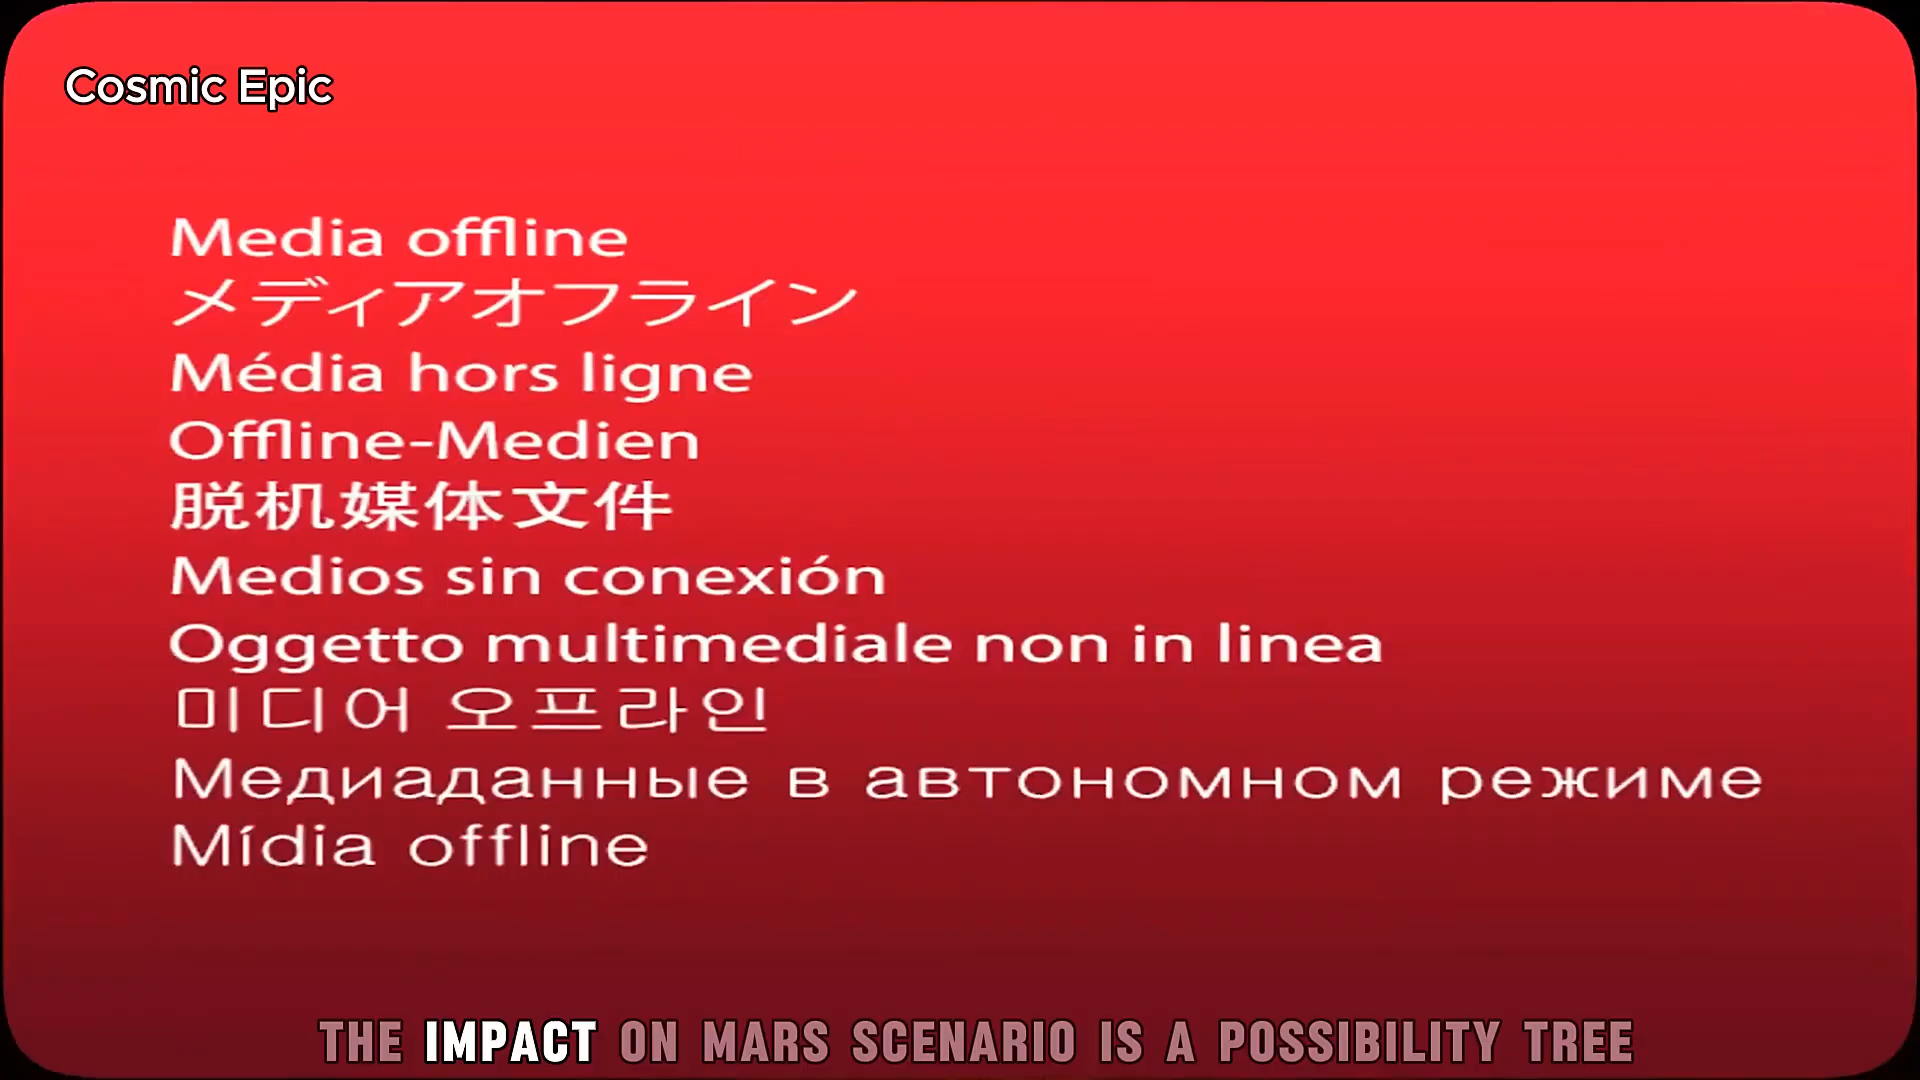 Cosmic Epic
Media offline
メディアオフライン
Média hors ligne
Offline-Medien
脱机媒体文件
Medios sin conexión
Oggetto multimediale non in linea
미디어 오프라인
Медиаданные в автономном режиме
Mídia offline
THE IMPACT ON MARS SCENARIO IS A POSSIBILITY TREE